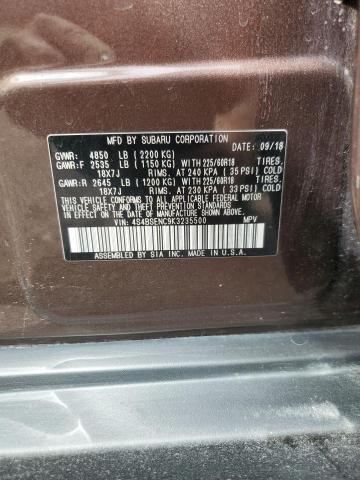 MFD BY SUBARU CORPORATION
DATE: 09/18
GVWR: 4850 LB (2200 KG)
GAWR:F 2535 LB (1150 KG) WITH 225/60R18 TIRES,
18X7J RIMS, AT 240 KPA (35 PSI) COLD
GAWR:R 2645 LB (1200 KG) WITH 225/60R18 TIRES,
18X7J RIMS, AT 230 KPA (33 PSI) COLD
THIS VEHICLE CONFORMS TO ALL APPLICABLE FEDERAL MOTOR
VEHICLE SAFETY AND THEFT PREVENTION STANDARDS IN
EFFECT ON THE DATE OF MANUFACTURE SHOWN ABOVE.
VIN: 4S4BSENC9K3235500 MPV
ASSEMBLED BY SIA INC. MADE IN U.S.A.